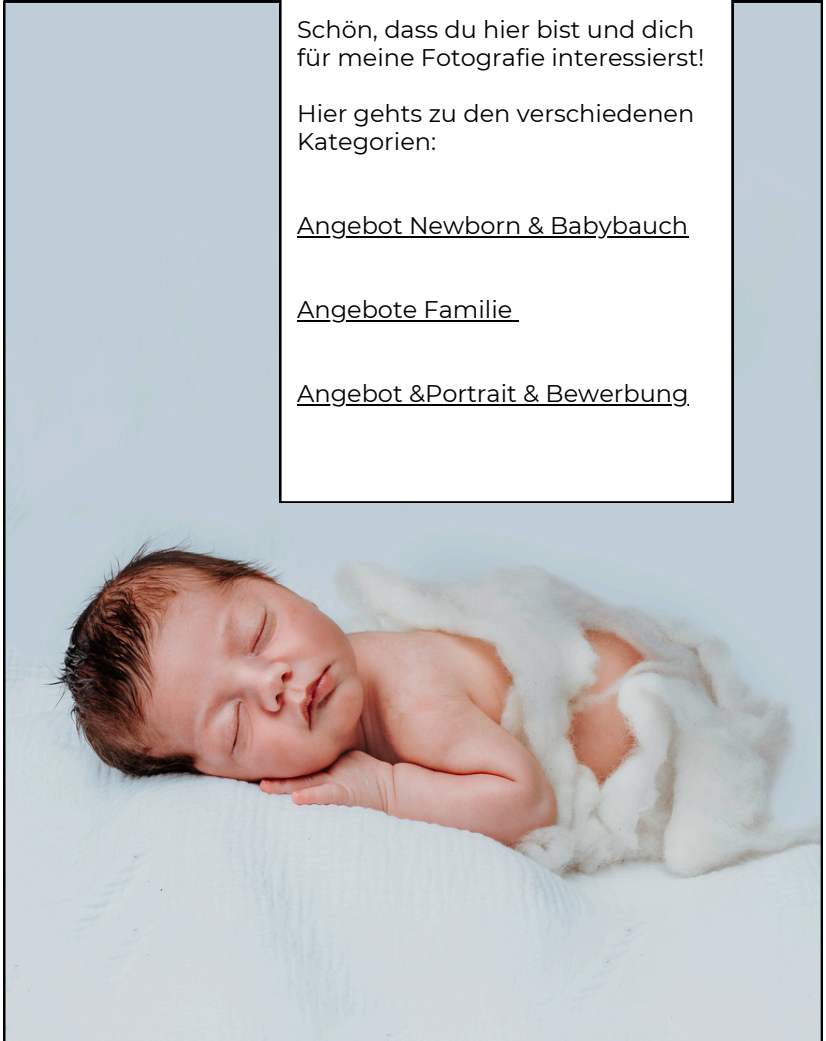 Schön, dass du hier bist und dich
für meine Fotografie interessierst!
Hier gehts zu den verschiedenen
Kategorien:
Angebot Newborn & Babybauch
Angebote Familie
Angebot &Portrait & Bewerbung